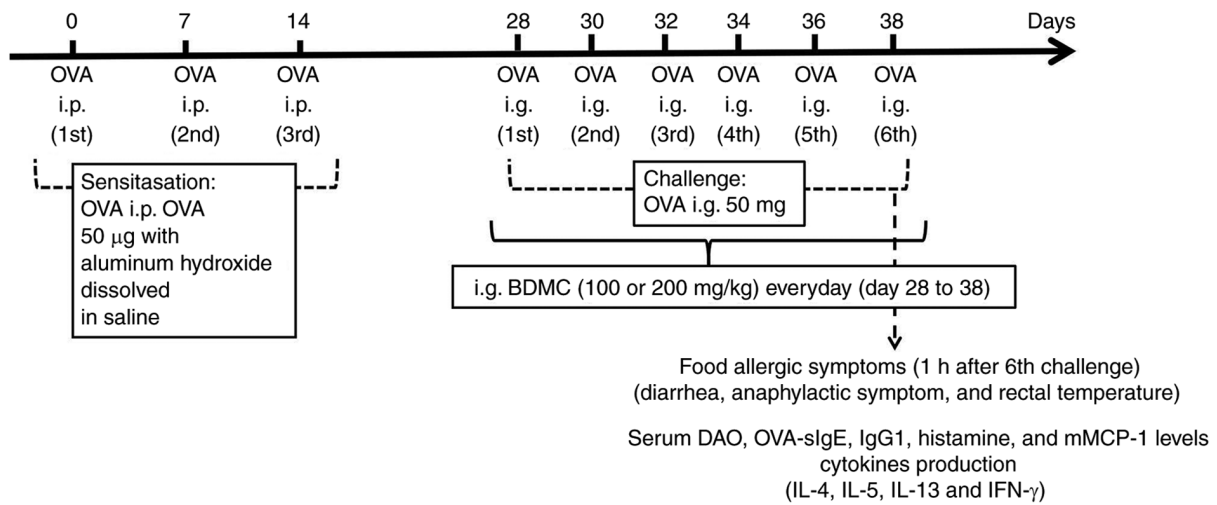 0 7 14 28 30 32 34 36 38 Days
OVA OVA OVA OVA OVA OVA OVA OVA OVA
i.p. i.p. i.p. i.g. i.g. i.g. i.g. i.g. i.g.
(1st) (2nd) (3rd) (1st) (2nd) (3rd) (4th) (5th) (6th)
Sensitasation:
OVA i.p. OVA
50 μg with
aluminum hydroxide
dissolved
in saline
Challenge:
OVA i.g. 50 mg
i.g. BDMC (100 or 200 mg/kg) everyday (day 28 to 38)
Food allergic symptoms (1 h after 6th challenge)
(diarrhea, anaphylactic symptom, and rectal temperature)
Serum DAO, OVA-sIgE, IgG1, histamine, and mMCP-1 levels
cytokines production
(IL-4, IL-5, IL-13 and IFN-γ)